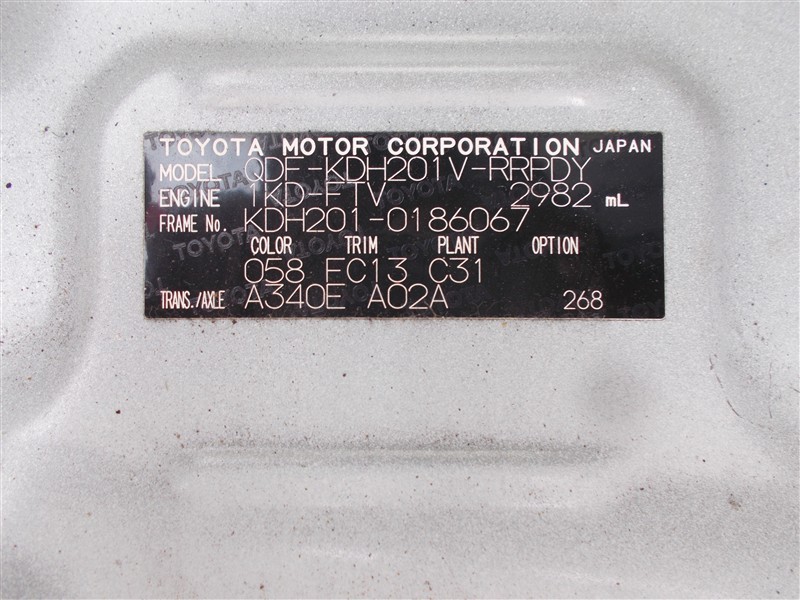 TOYOTA MOTOR CORPORATION JAPAN
MODEL QDF-KDH201V-RRPDY
ENGINE 1KD-FTV 2982 mL
FRAME No. KDH201-0186067
COLOR TRIM PLANT OPTION
058 FC13 C31
TRANS./AXLE A340E A02A 268